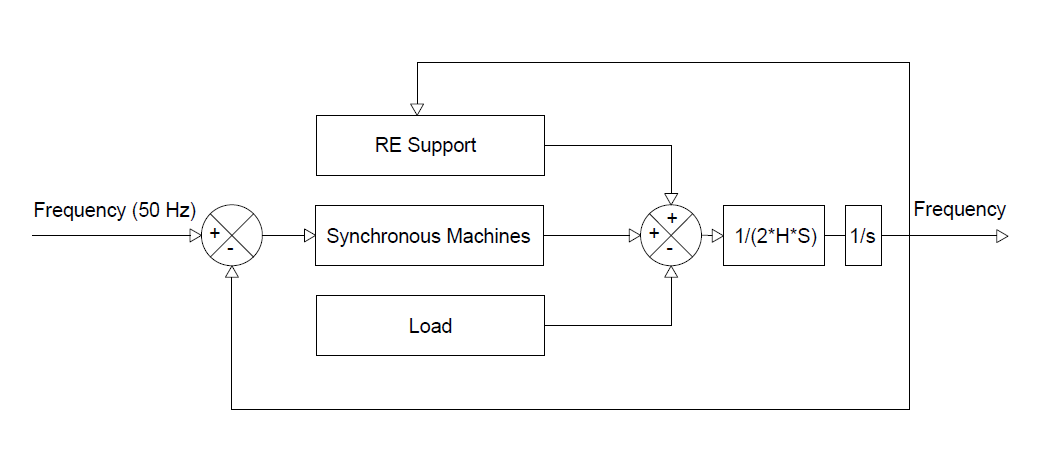 RE Support
Frequency (50 Hz)
+
-
Synchronous Machines
+
+
-
1/(2*H*S)
1/s
Frequency
Load